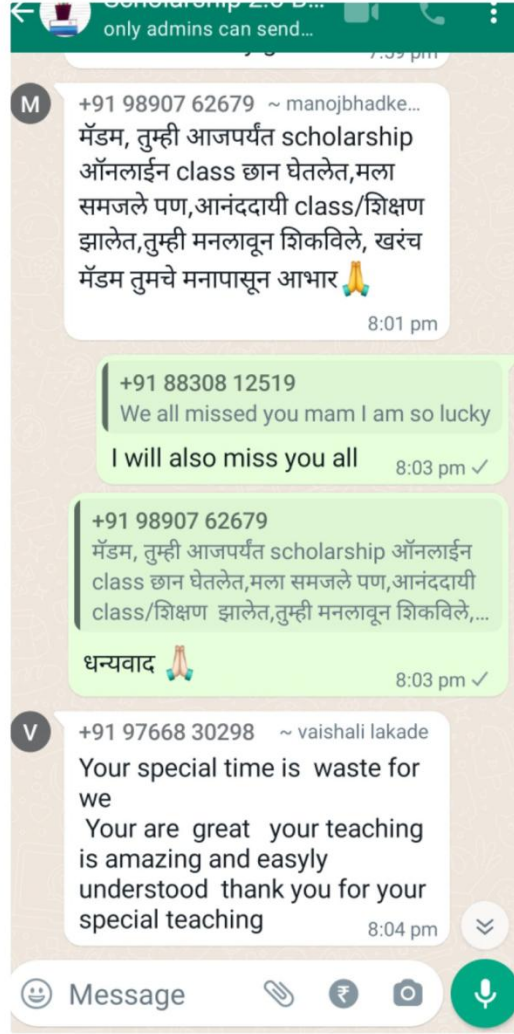 only admins can send...
M
+91 98907 62679 ~ manojbhadke...
मॅडम, तुम्ही आजपर्यंत scholarship
ऑनलाईन class छान घेतलेत,मला
समजले पण,आनंददायी class/शिक्षण
झालेत,तुम्ही मनलावून शिकविले, खरंच
मॅडम तुमचे मनापासून आभार🙏
8:01 pm
+91 88308 12519
We all missed you mam I am so lucky
I will also miss you all
8:03 pm ✓
+91 98907 62679
मॅडम, तुम्ही आजपर्यंत scholarship ऑनलाईन
class छान घेतलेत,मला समजले पण,आनंददायी
class/शिक्षण झालेत,तुम्ही मनलावून शिकविले,...
धन्यवाद 🙏🏻
8:03 pm ✓
V
+91 97668 30298 ~ vaishali lakade
Your special time is waste for
we
Your are great your teaching
is amazing and easyly
understood thank you for your
special teaching
8:04 pm
Message
₹